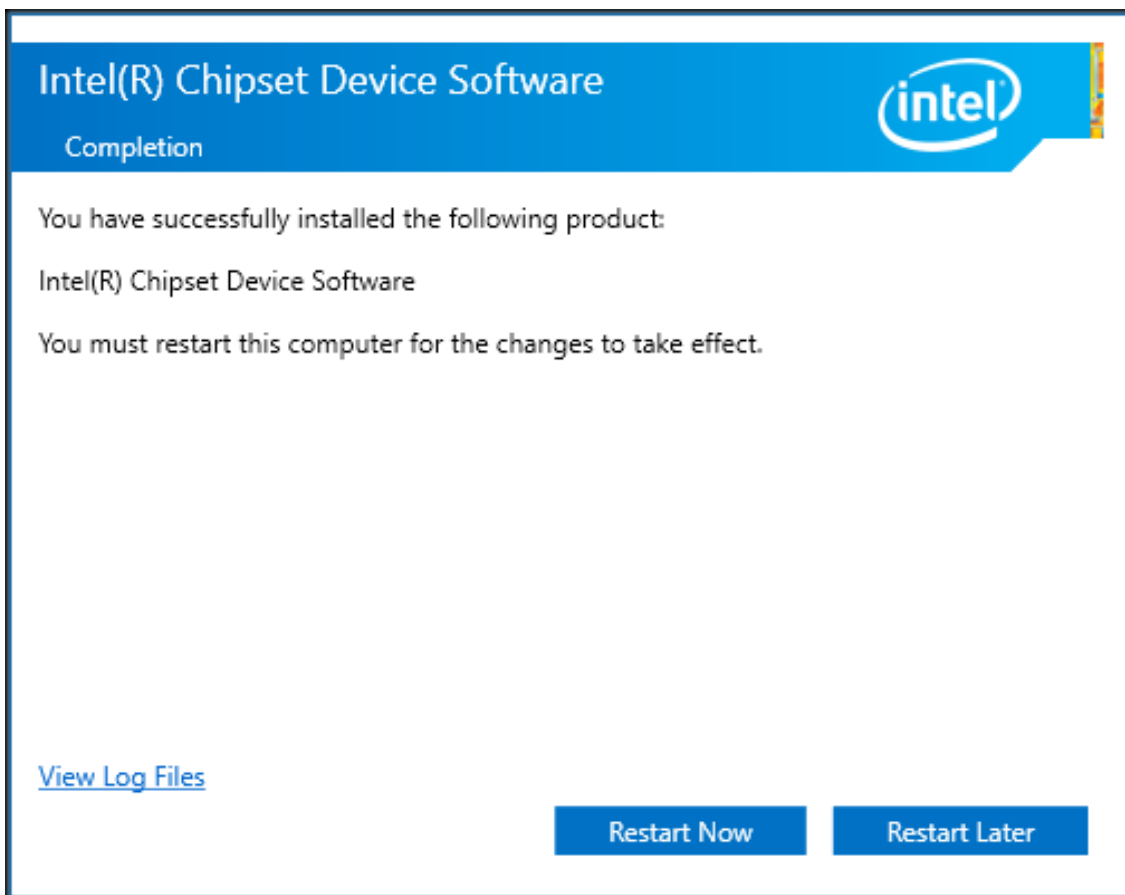 Intel(R) Chipset Device Software
intel
Completion
You have successfully installed the following product:
Intel(R) Chipset Device Software
You must restart this computer for the changes to take effect.
View Log Files
Restart Now
Restart Later